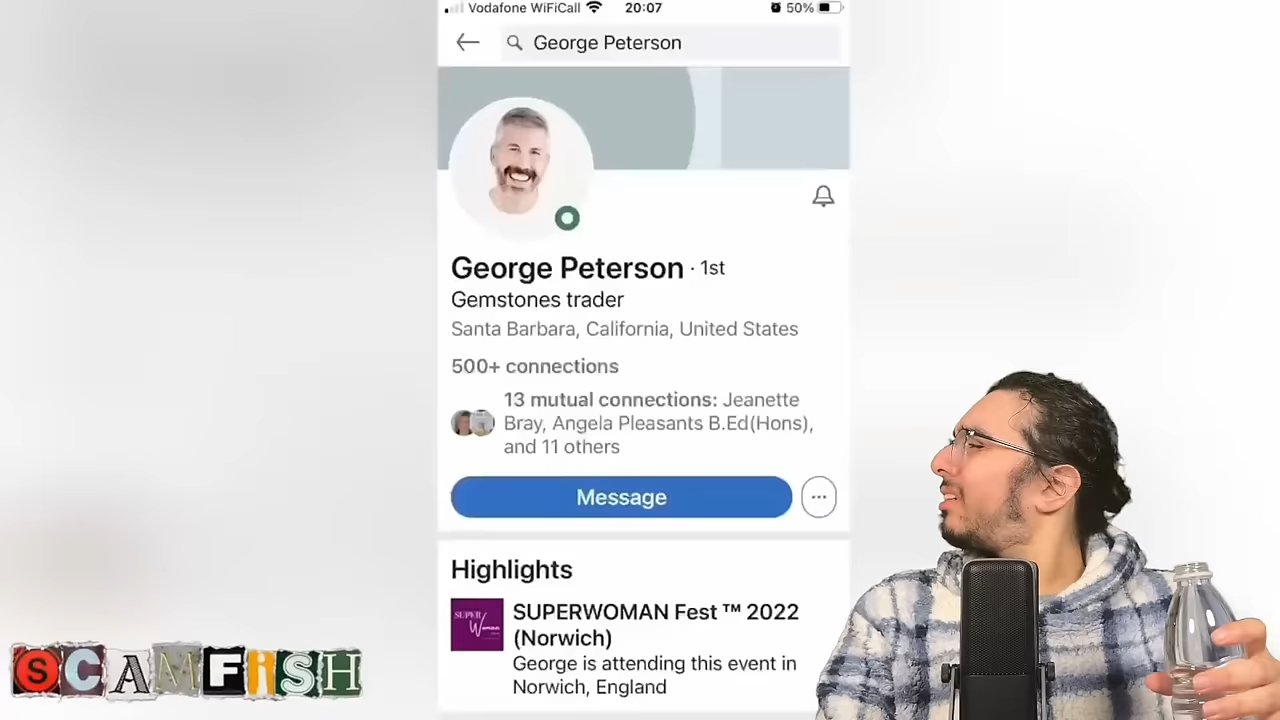 Vodafone WiFiCall 20:07 50%
George Peterson
George Peterson · 1st
Gemstones trader
Santa Barbara, California, United States
500+ connections
13 mutual connections: Jeanette
Bray, Angela Pleasants B.Ed(Hons),
and 11 others
Message
Highlights
SUPER
Woman
SUPERWOMAN Fest ™ 2022
(Norwich)
George is attending this event in
Norwich, England
SCAMFiSH